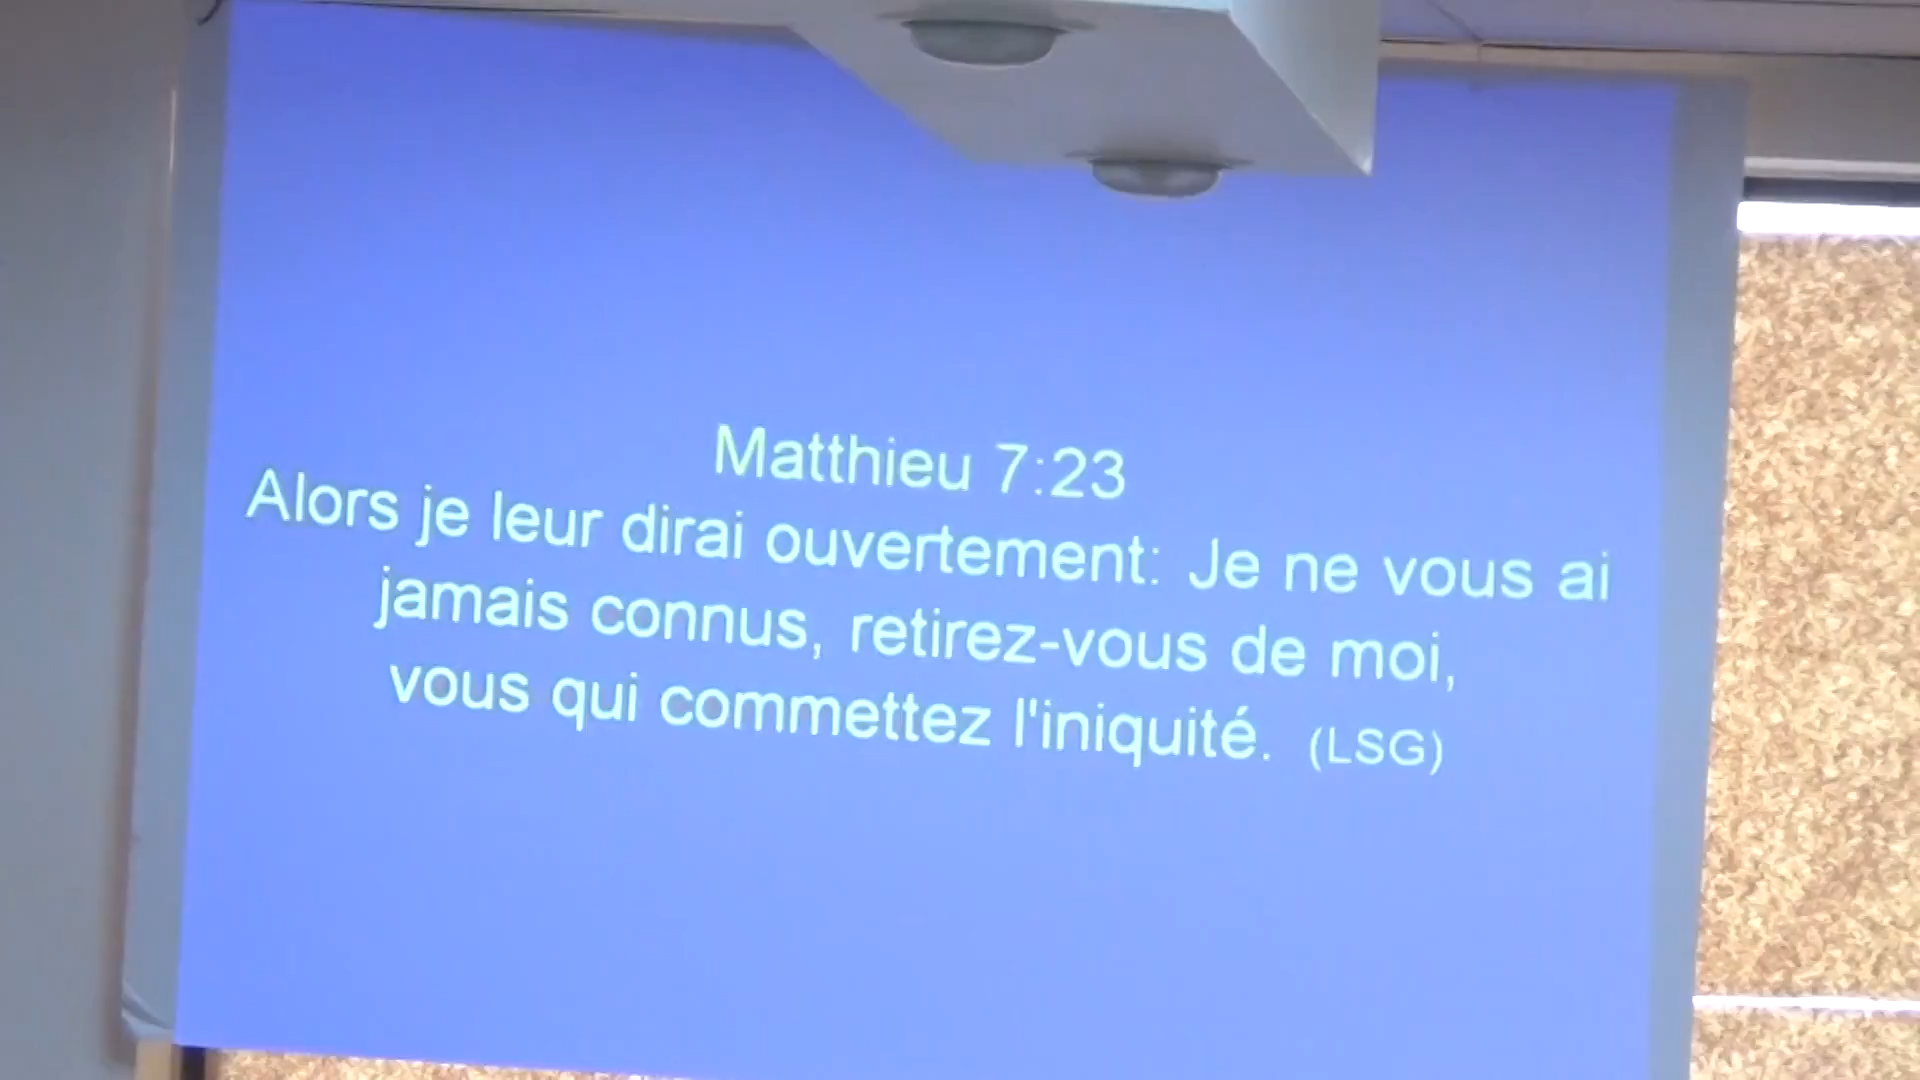 Matthieu 7:23
Alors je leur dirai ouvertement: Je ne vous ai
jamais connus, retirez-vous de moi,
vous qui commettez l'iniquité. (LSG)